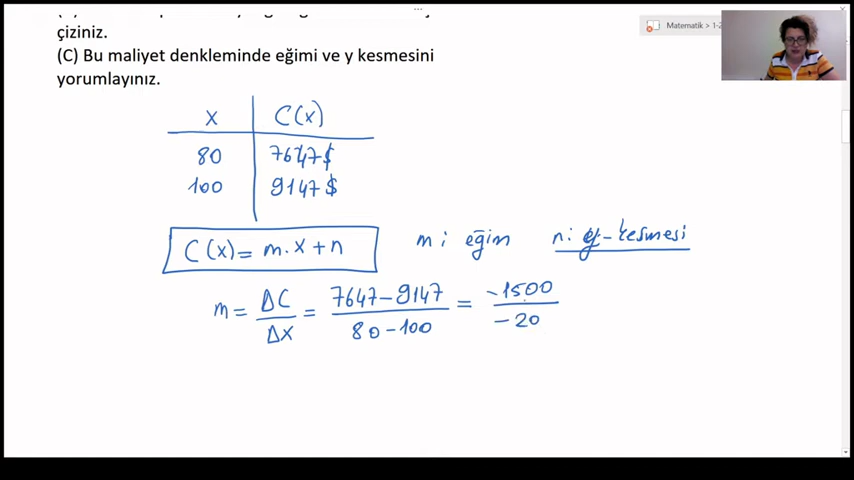 çiziniz.
(C) Bu maliyet denkleminde eğimi ve y kesmesini
yorumlayınız.
Matematik > 1-2
x C(x)
80 7647$
100 9147$
C(x) = m.x+n m: eğim n: y-kesmesi
m = ΔC/Δx = 7647-9147/80-100 = -1500/-20